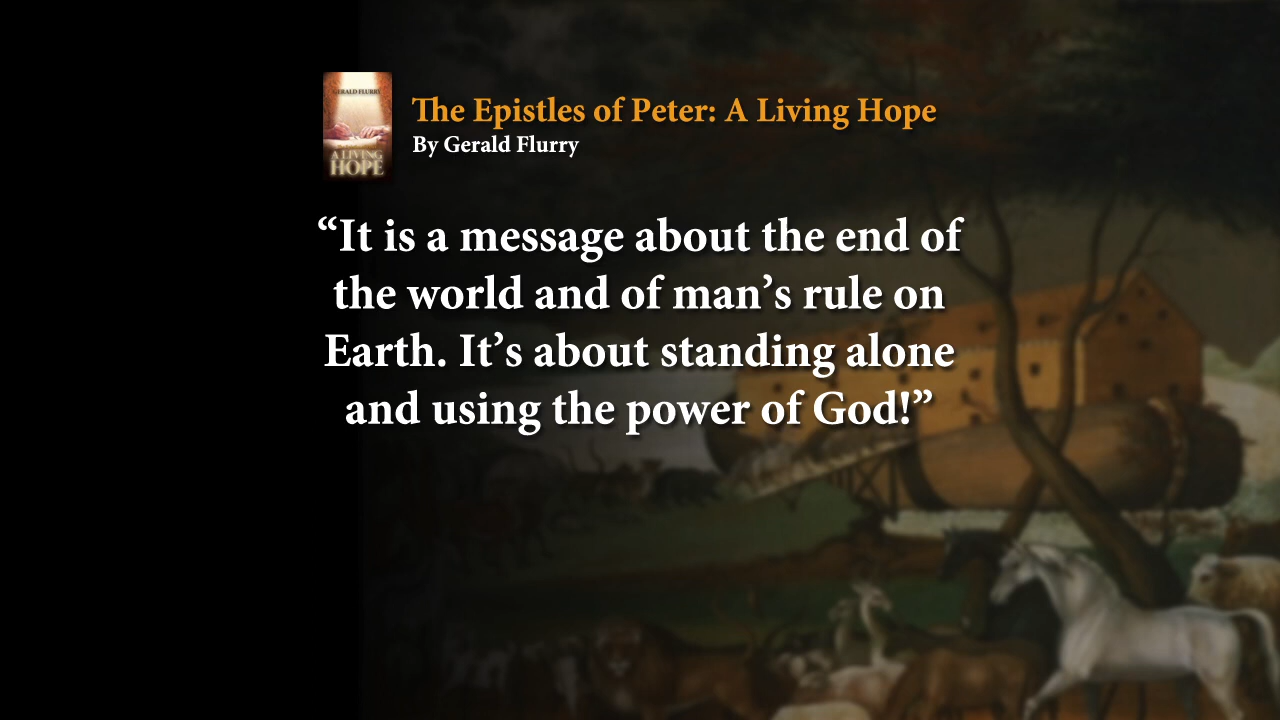 GERALD FLURRY
A LIVING
HOPE
The Epistles of Peter: A Living Hope
By Gerald Flurry
“It is a message about the end of
the world and of man’s rule on
Earth. It’s about standing alone
and using the power of God!”